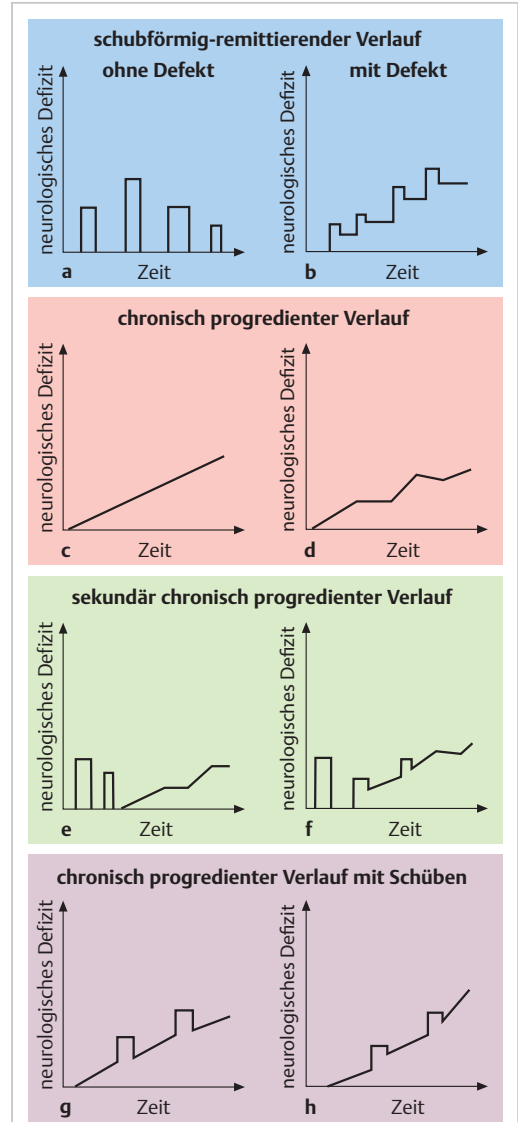 schubförmig-remittierender Verlauf
ohne Defekt
mit Defekt
neurologisches Defizit
neurologisches Defizit
a
Zeit
b
Zeit
chronisch progredienter Verlauf
neurologisches Defizit
neurologisches Defizit
c
Zeit
d
Zeit
sekundär chronisch progredienter Verlauf
neurologisches Defizit
neurologisches Defizit
e
Zeit
f
Zeit
chronisch progredienter Verlauf mit Schüben
neurologisches Defizit
neurologisches Defizit
g
Zeit
h
Zeit